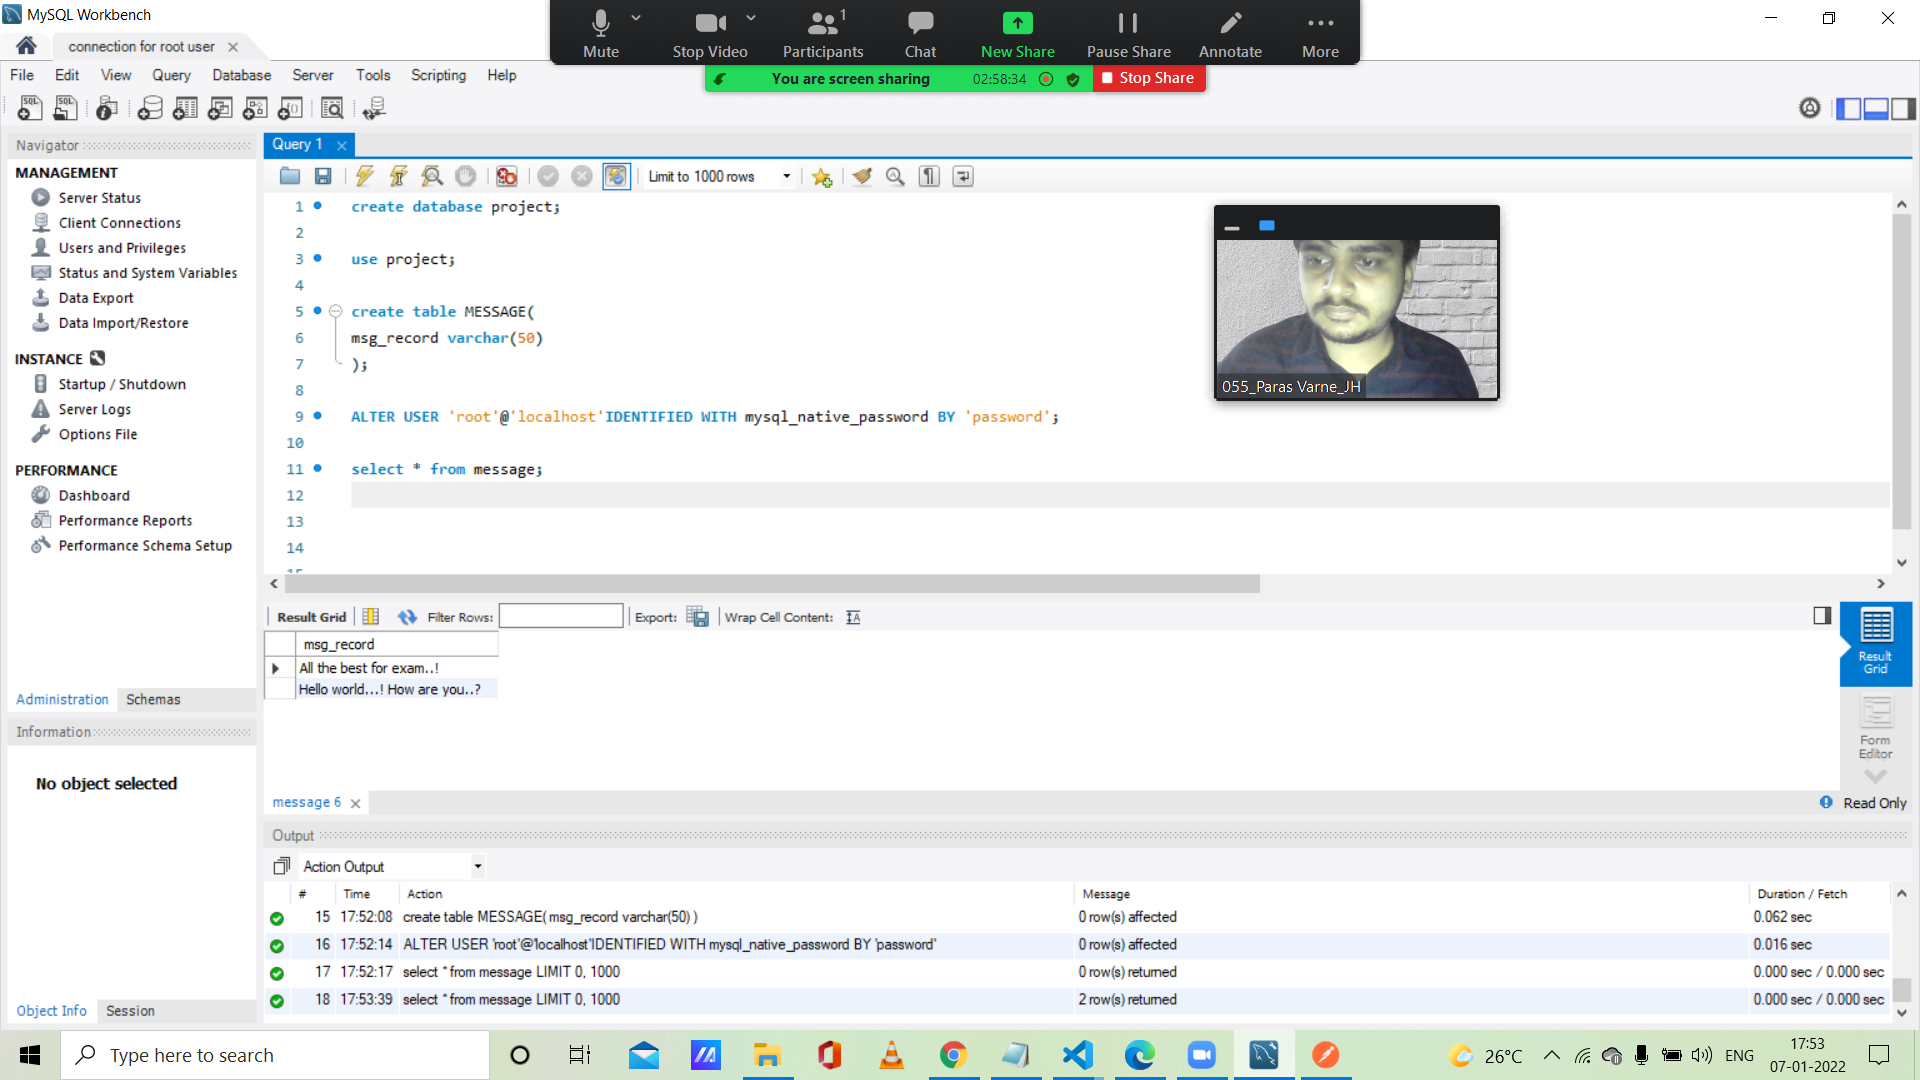 MySQL Workbench
connection for root user
Mute
Stop Video
1
Participants
Chat
New Share
Pause Share
Annotate
More
You are screen sharing
02:58:34
Stop Share
File Edit View Query Database Server Tools Scripting Help
Navigator
MANAGEMENT
Server Status
Client Connections
Users and Privileges
Status and System Variables
Data Export
Data Import/Restore
INSTANCE
Startup / Shutdown
Server Logs
Options File
PERFORMANCE
Dashboard
Performance Reports
Performance Schema Setup
Administration Schemas
Information
No object selected
Object Info Session
Query 1
Limit to 1000 rows
1 create database project;
2
3 use project;
4
5 create table MESSAGE(
6 msg_record varchar(50)
7 );
8
9 ALTER USER 'root'@'localhost'IDENTIFIED WITH mysql_native_password BY 'password';
10
11 select * from message;
12
13
14
15
055_Paras Varne_JH
Result Grid Filter Rows: Export: Wrap Cell Content:
msg_record
All the best for exam..!
Hello world...! How are you..?
Result
Grid
Form
Editor
message 6
Read Only
Output
Action Output
# Time Action Message Duration / Fetch
15 17:52:08 create table MESSAGE( msg_record varchar(50) ) 0 row(s) affected 0.062 sec
16 17:52:14 ALTER USER 'root'@'localhost'IDENTIFIED WITH mysql_native_password BY 'password' 0 row(s) affected 0.016 sec
17 17:52:17 select * from message LIMIT 0, 1000 0 row(s) returned 0.000 sec / 0.000 sec
18 17:53:39 select * from message LIMIT 0, 1000 2 row(s) returned 0.000 sec / 0.000 sec
Type here to search
26°C
ENG
17:53
07-01-2022